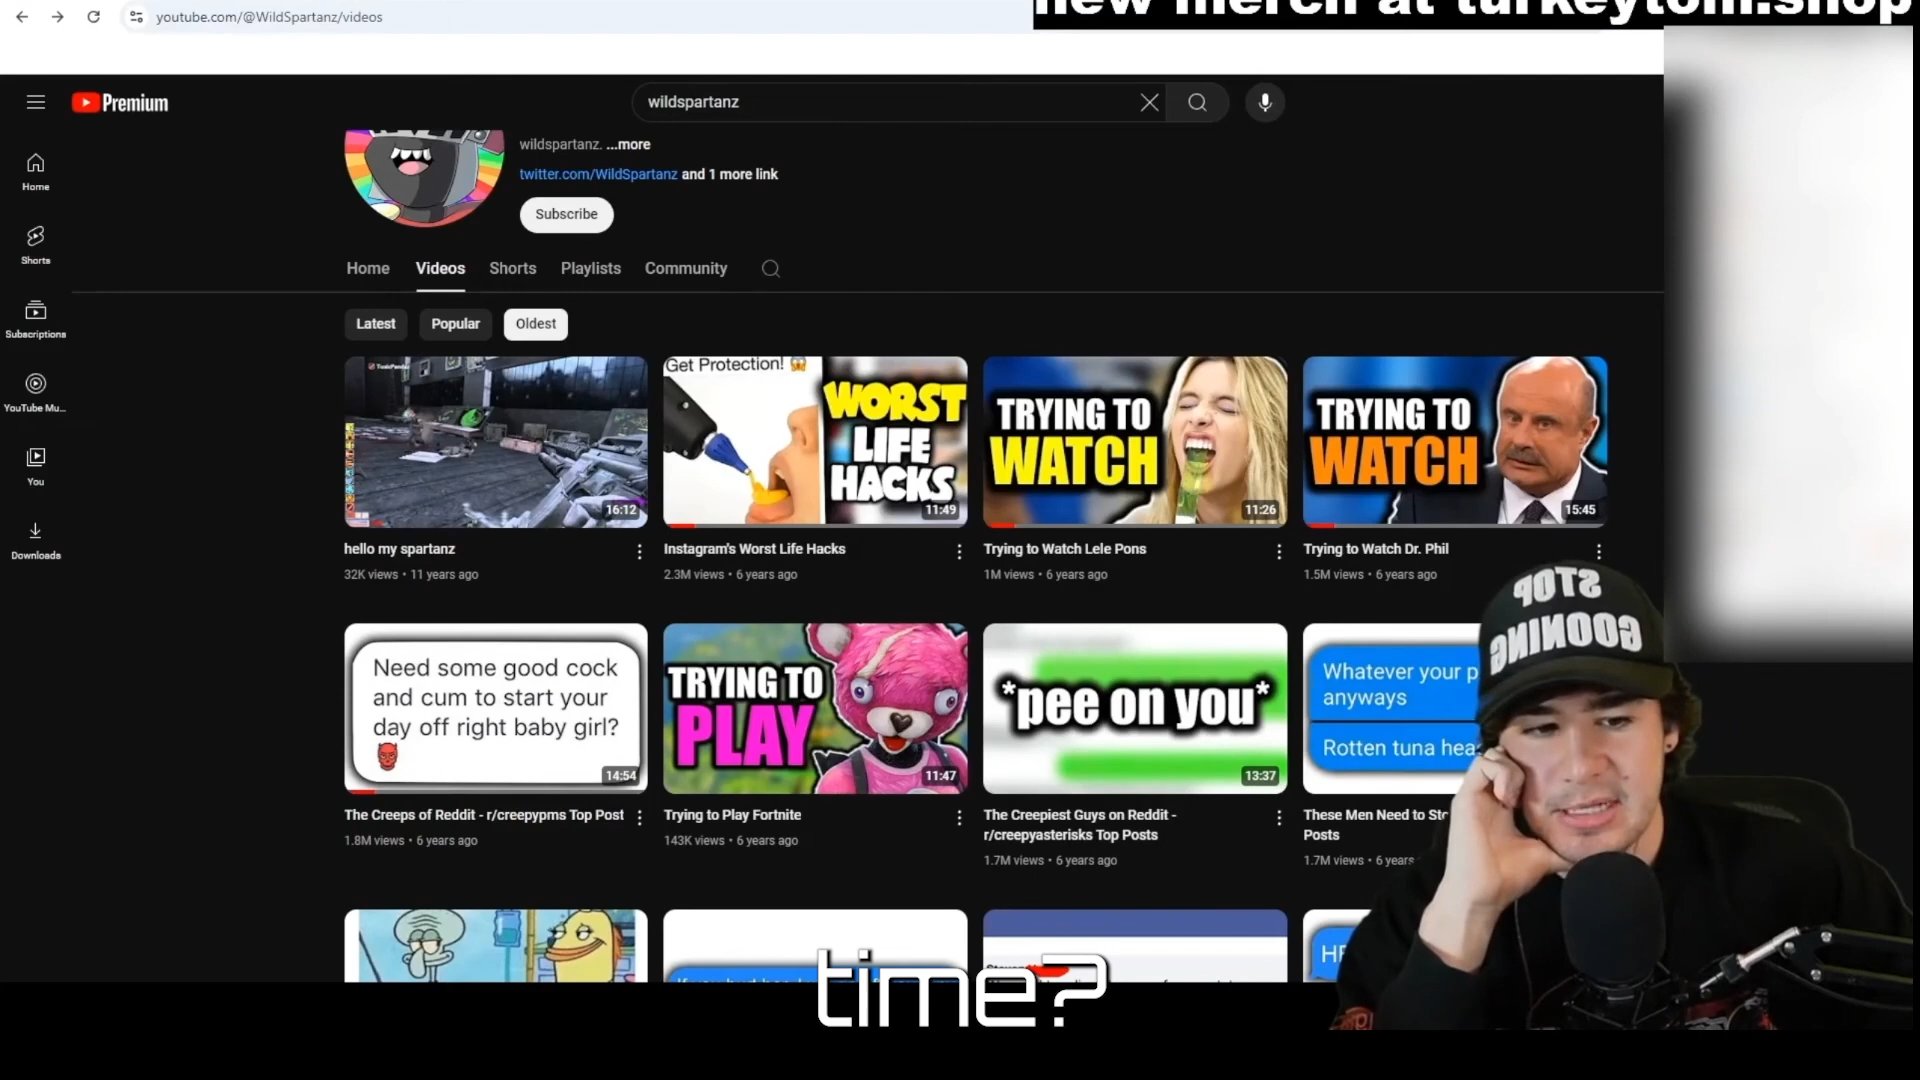 youtube.com/@WildSpartanz/videos
new merch at turkeytom.shop
Premium
wildspartanz
Home
Shorts
Subscriptions
YouTube Mu...
You
Downloads
wildspartanz. ...more
twitter.com/WildSpartanz and 1 more link
Subscribe
Home Videos Shorts Playlists Community
Latest Popular Oldest
16:12
Get Protection!
WORST
LIFE
HACKS
11:49
TRYING TO
WATCH
11:26
TRYING TO
WATCH
15:45
hello my spartanz
32K views • 11 years ago
Instagram's Worst Life Hacks
2.3M views • 6 years ago
Trying to Watch Lele Pons
1M views • 6 years ago
Trying to Watch Dr. Phil
1.5M views • 6 years ago
STOP
GOONING
Need some good cock
and cum to start your
day off right baby girl?
14:54
TRYING TO
PLAY
11:47
*pee on you*
13:37
Whatever your p
anyways
Rotten tuna hea
The Creeps of Reddit - r/creepypms Top Post
1.8M views • 6 years ago
Trying to Play Fortnite
143K views • 6 years ago
The Creepiest Guys on Reddit -
r/creepyasterisks Top Posts
1.7M views • 6 years ago
These Men Need to Sto
Posts
1.7M views • 6 years
time?